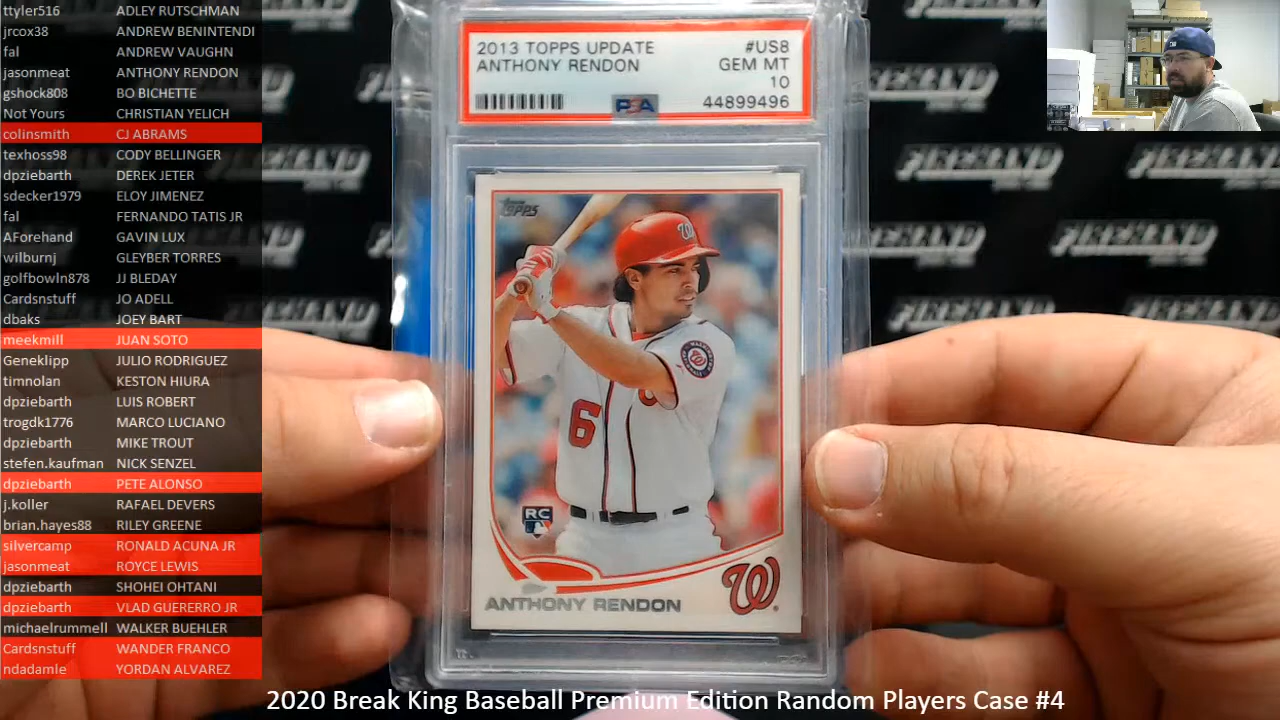 ttyler516 ADLEY RUTSCHMAN
jrcox38 ANDREW BENINTENDI
fal ANDREW VAUGHN
jasonmeat ANTHONY RENDON
gshock808 BO BICHETTE
Not Yours CHRISTIAN YELICH
colinsmith CJ ABRAMS
texhoss98 CODY BELLINGER
dpziebarth DEREK JETER
sdecker1979 ELOY JIMENEZ
fal FERNANDO TATIS JR
AForehand GAVIN LUX
wilburnj GLEYBER TORRES
golfbowln878 JJ BLEDAY
Cardsnstuff JO ADELL
dbaks JOEY BART
meekmill JUAN SOTO
Geneklipp JULIO RODRIGUEZ
timnolan KESTON HIURA
dpziebarth LUIS ROBERT
trogdk1776 MARCO LUCIANO
dpziebarth MIKE TROUT
stefen.kaufman NICK SENZEL
dpziebarth PETE ALONSO
j.koller RAFAEL DEVERS
brian.hayes88 RILEY GREENE
silvercamp RONALD ACUNA JR
jasonmeat ROYCE LEWIS
dpziebarth SHOHEI OHTANI
dpziebarth VLAD GUERERRO JR
michaelrummell WALKER BUEHLER
Cardsnstuff WANDER FRANCO
ndadamle YORDAN ALVAREZ
2013 TOPPS UPDATE #US8
ANTHONY RENDON GEM MT
10
PSA 44899496
TOPPS
W
W
6
RC
W
ANTHONY RENDON
FIREHAND
FIREHAND
FIREHAND
FIREHAND
FIREHAND
2020 Break King Baseball Premium Edition Random Players Case #4